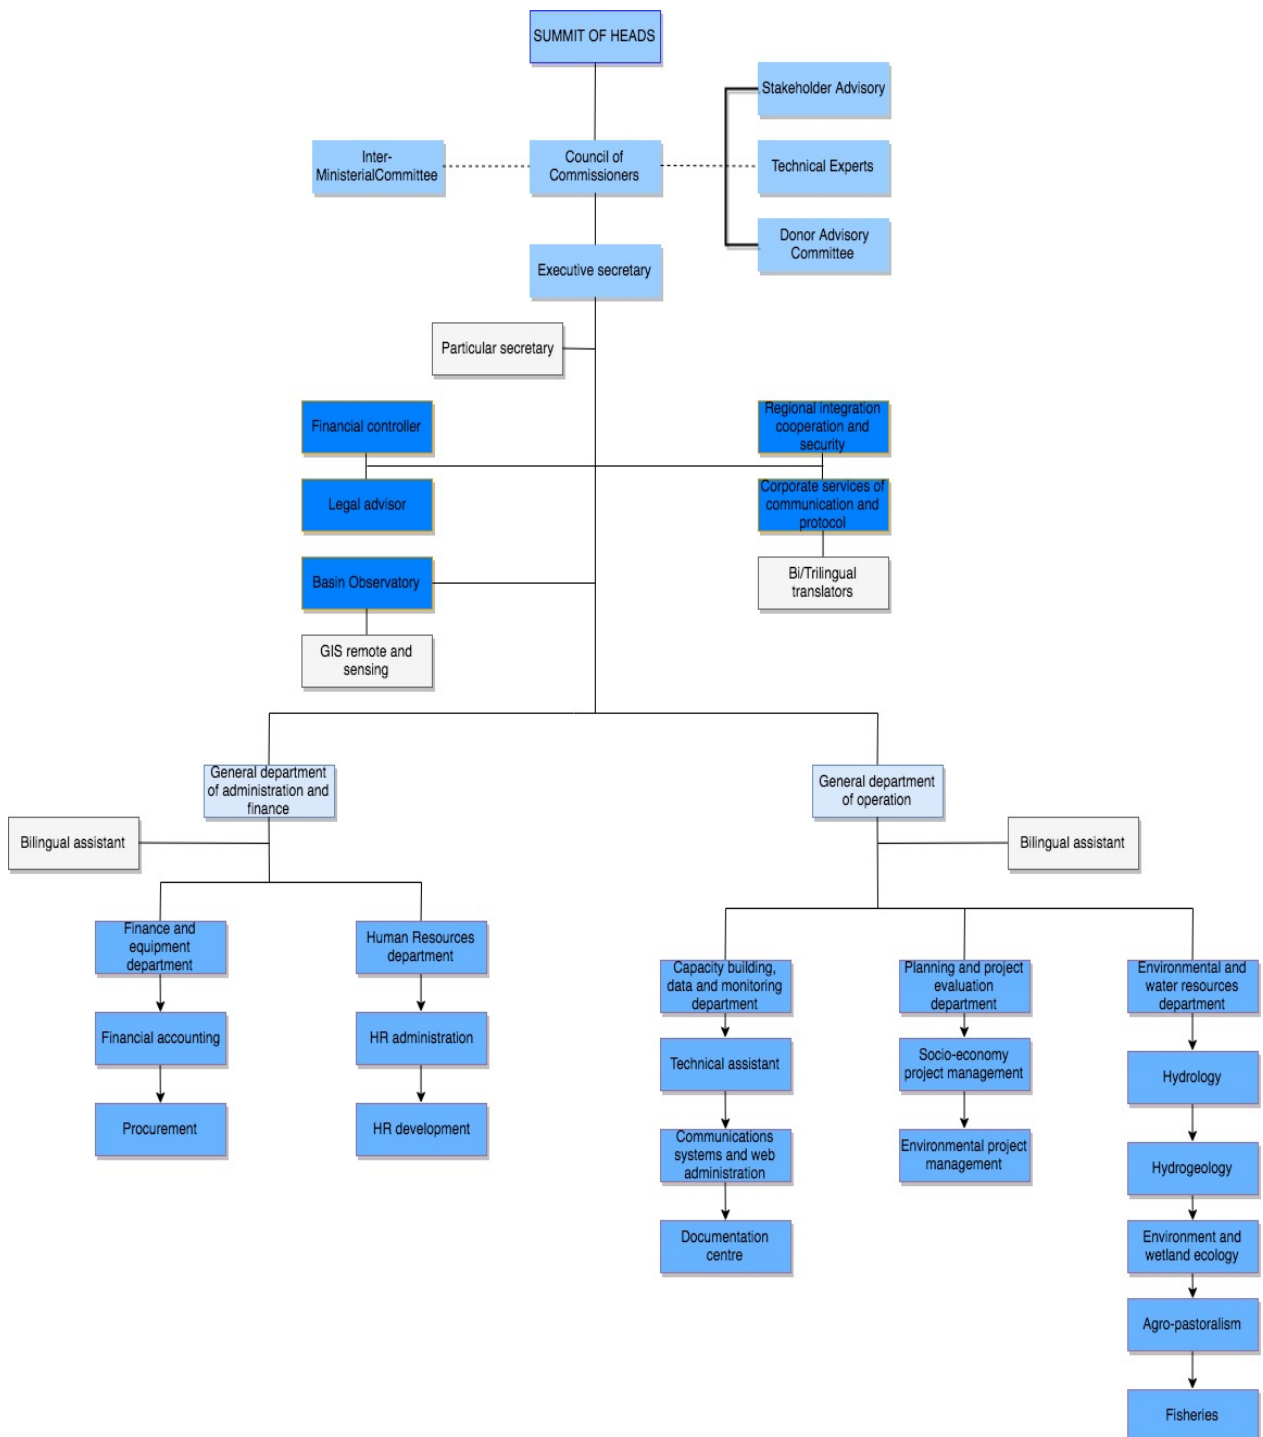 SUMMIT OF HEADS
Stakeholder Advisory
Inter-
MinisterialCommittee
Council of
Commissioners
Technical Experts
Donor Advisory
Committee
Executive secretary
Particular secretary
Financial controller
Regional integration
cooperation and
security
Legal advisor
Corporate services of
communication and
protocol
Basin Observatory
Bi/Trilingual
translators
GIS remote and
sensing
General department
of administration and
finance
General department
of operation
Bilingual assistant
Bilingual assistant
Finance and
equipment
department
Human Resources
department
Capacity building,
data and monitoring
department
Planning and project
evaluation
department
Environmental and
water resources
department
Financial accounting
HR administration
Technical assistant
Socio-economy
project management
Hydrology
Procurement
HR development
Communications
systems and web
administration
Environmental project
management
Hydrogeology
Documentation
centre
Environment and
wetland ecology
Agro-pastoralism
Fisheries